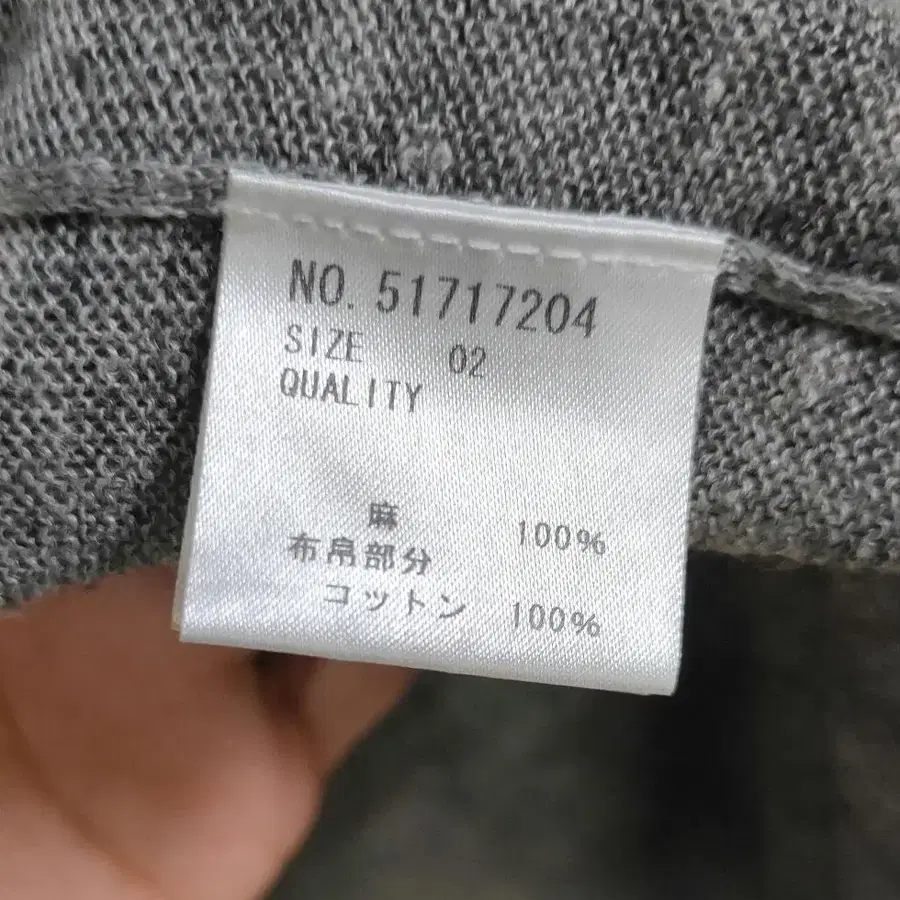 NO. 51717204
SIZE 02
QUALITY
麻 100%
布帛部分
コットン 100%